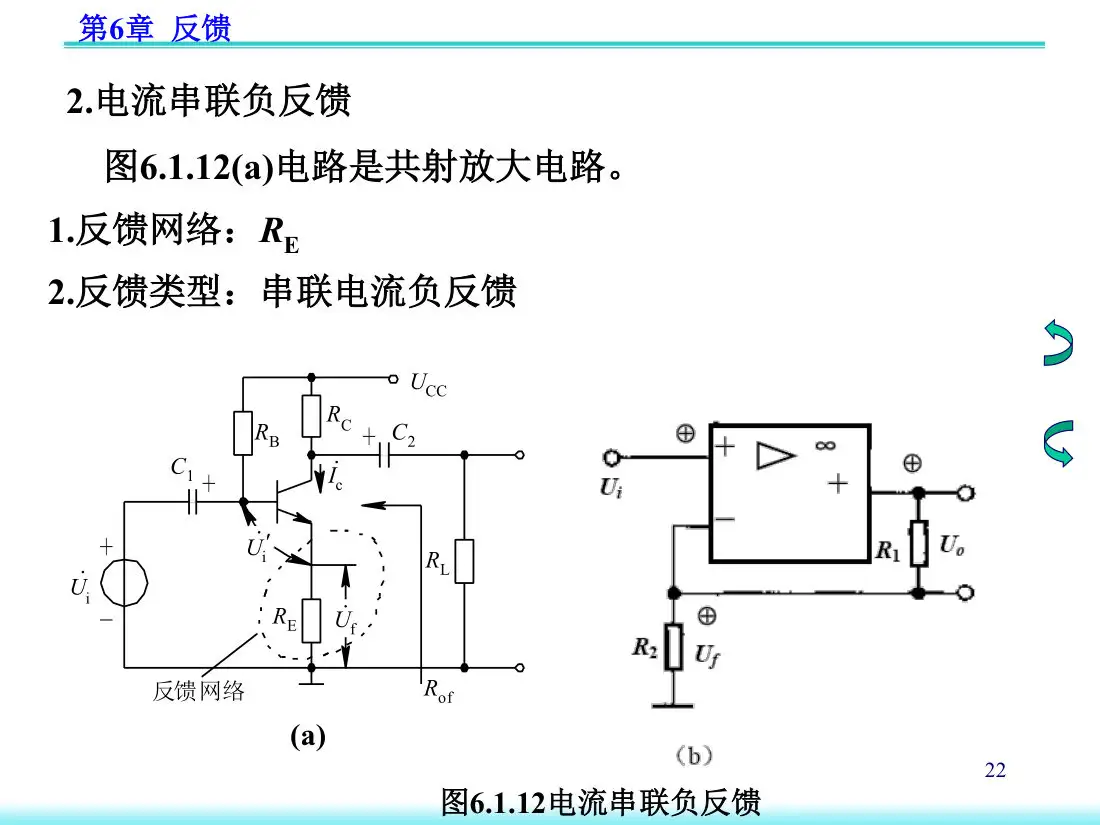 第6章 反馈
2.电流串联负反馈
图6.1.12(a)电路是共射放大电路。
1.反馈网络：RE
2.反馈类型：串联电流负反馈
UCC
RB
RC
+ C2
C1 +
İc
U̇i′
+
U̇i
−
RE
U̇f
RL
反馈网络
Rof
(a)
⊕
+ ▷ ∞
Ui
+
⊕
−
R1
Uo
⊕
R2
Uf
（b）
22
图6.1.12电流串联负反馈